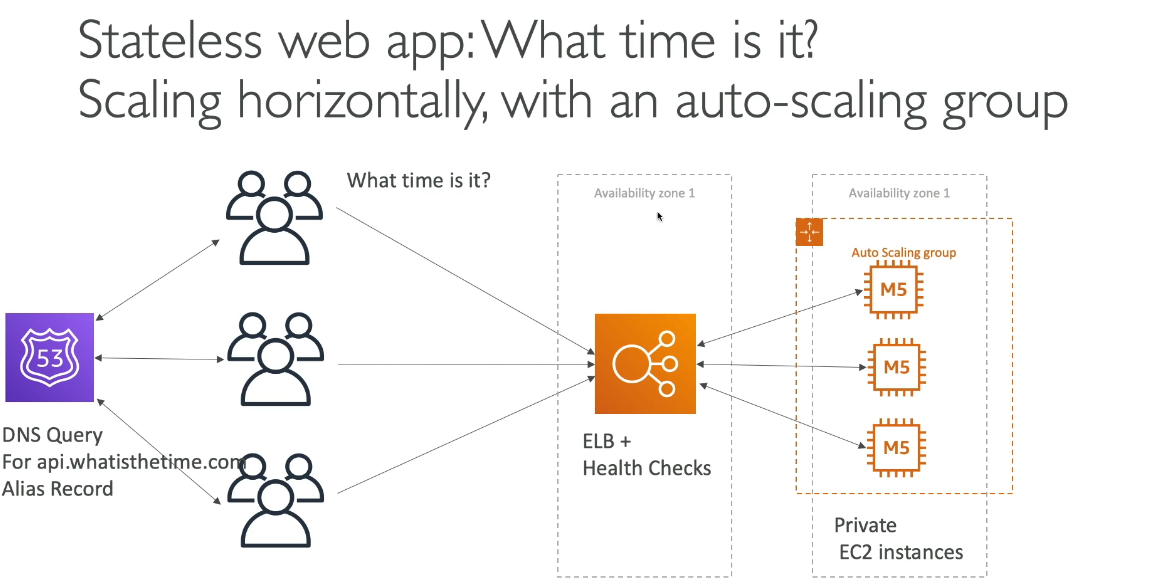 Stateless web app: What time is it?
Scaling horizontally, with an auto-scaling group
What time is it?
Availability zone 1
Availability zone 1
Auto Scaling group
M5
M5
M5
53
DNS Query
For api.whatisthetime.com
Alias Record
ELB +
Health Checks
Private
EC2 instances